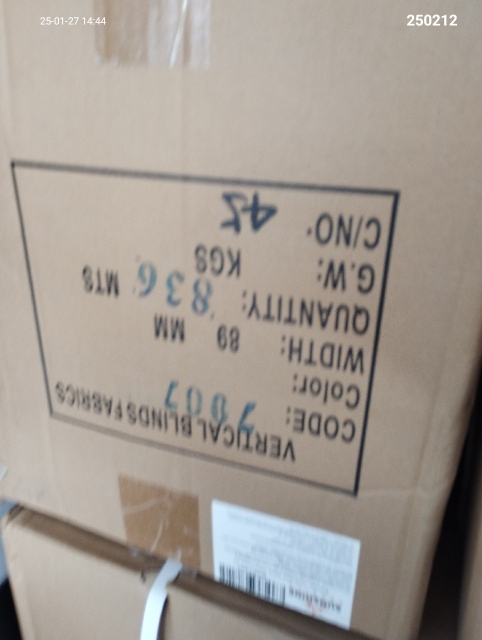 25-01-27 14:44
250212
VERTICAL BLINDS FABRICS
CODE: 7007
Color:
WIDTH: 89 MM
QUANTITY: 836 MTS
G.W: KGS
C/NO: 45
SUNSHINE